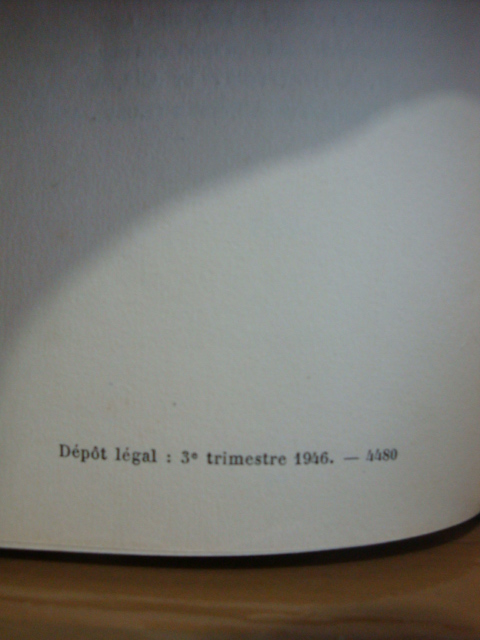 Dépôt légal : 3e trimestre 1946. — 4480